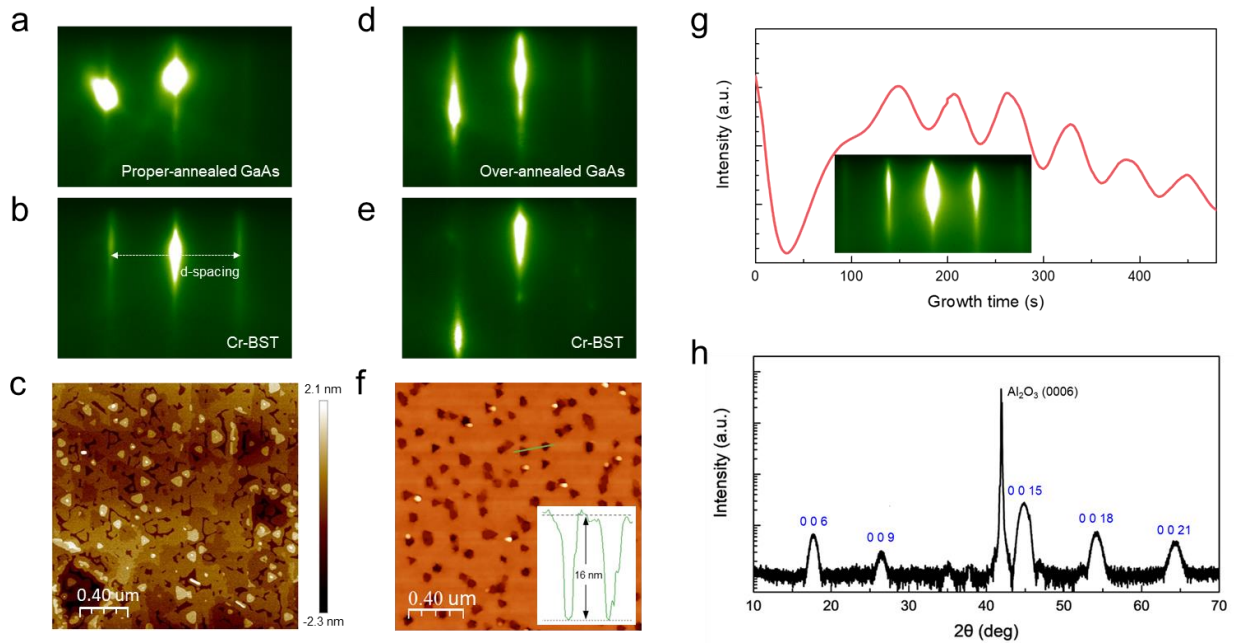 a
Proper-annealed GaAs
b
d-spacing
Cr-BST
c
2.1 nm
0.40 um
-2.3 nm
d
Over-annealed GaAs
e
Cr-BST
f
16 nm
0.40 um
g
Intensity (a.u.)
0 100 200 300 400
Growth time (s)
h
Intensity (a.u.)
Al₂O₃ (0006)
0 0 6
0 0 9
0 0 15
0 0 18
0 0 21
10 20 30 40 50 60 70
2θ (deg)